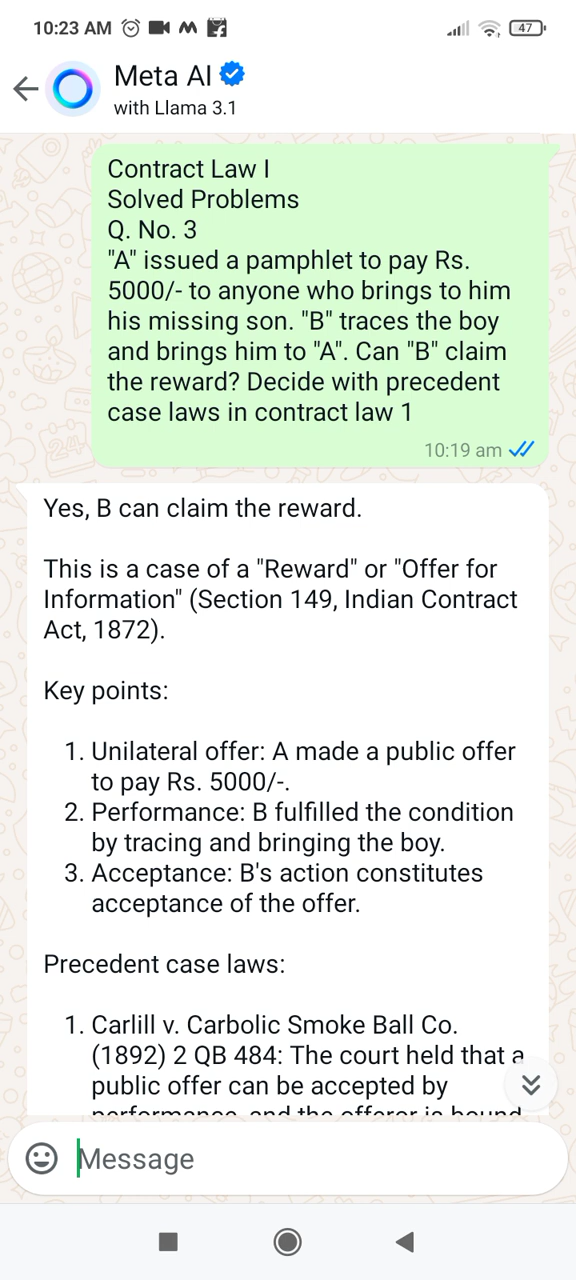 10:23 AM
47
Meta AI
with Llama 3.1
Contract Law I
Solved Problems
Q. No. 3
"A" issued a pamphlet to pay Rs.
5000/- to anyone who brings to him
his missing son. "B" traces the boy
and brings him to "A". Can "B" claim
the reward? Decide with precedent
case laws in contract law 1
10:19 am
Yes, B can claim the reward.
This is a case of a "Reward" or "Offer for
Information" (Section 149, Indian Contract
Act, 1872).
Key points:
1. Unilateral offer: A made a public offer
to pay Rs. 5000/-.
2. Performance: B fulfilled the condition
by tracing and bringing the boy.
3. Acceptance: B's action constitutes
acceptance of the offer.
Precedent case laws:
1. Carlill v. Carbolic Smoke Ball Co.
(1892) 2 QB 484: The court held that a
public offer can be accepted by
performance, and the offeror is bound
Message